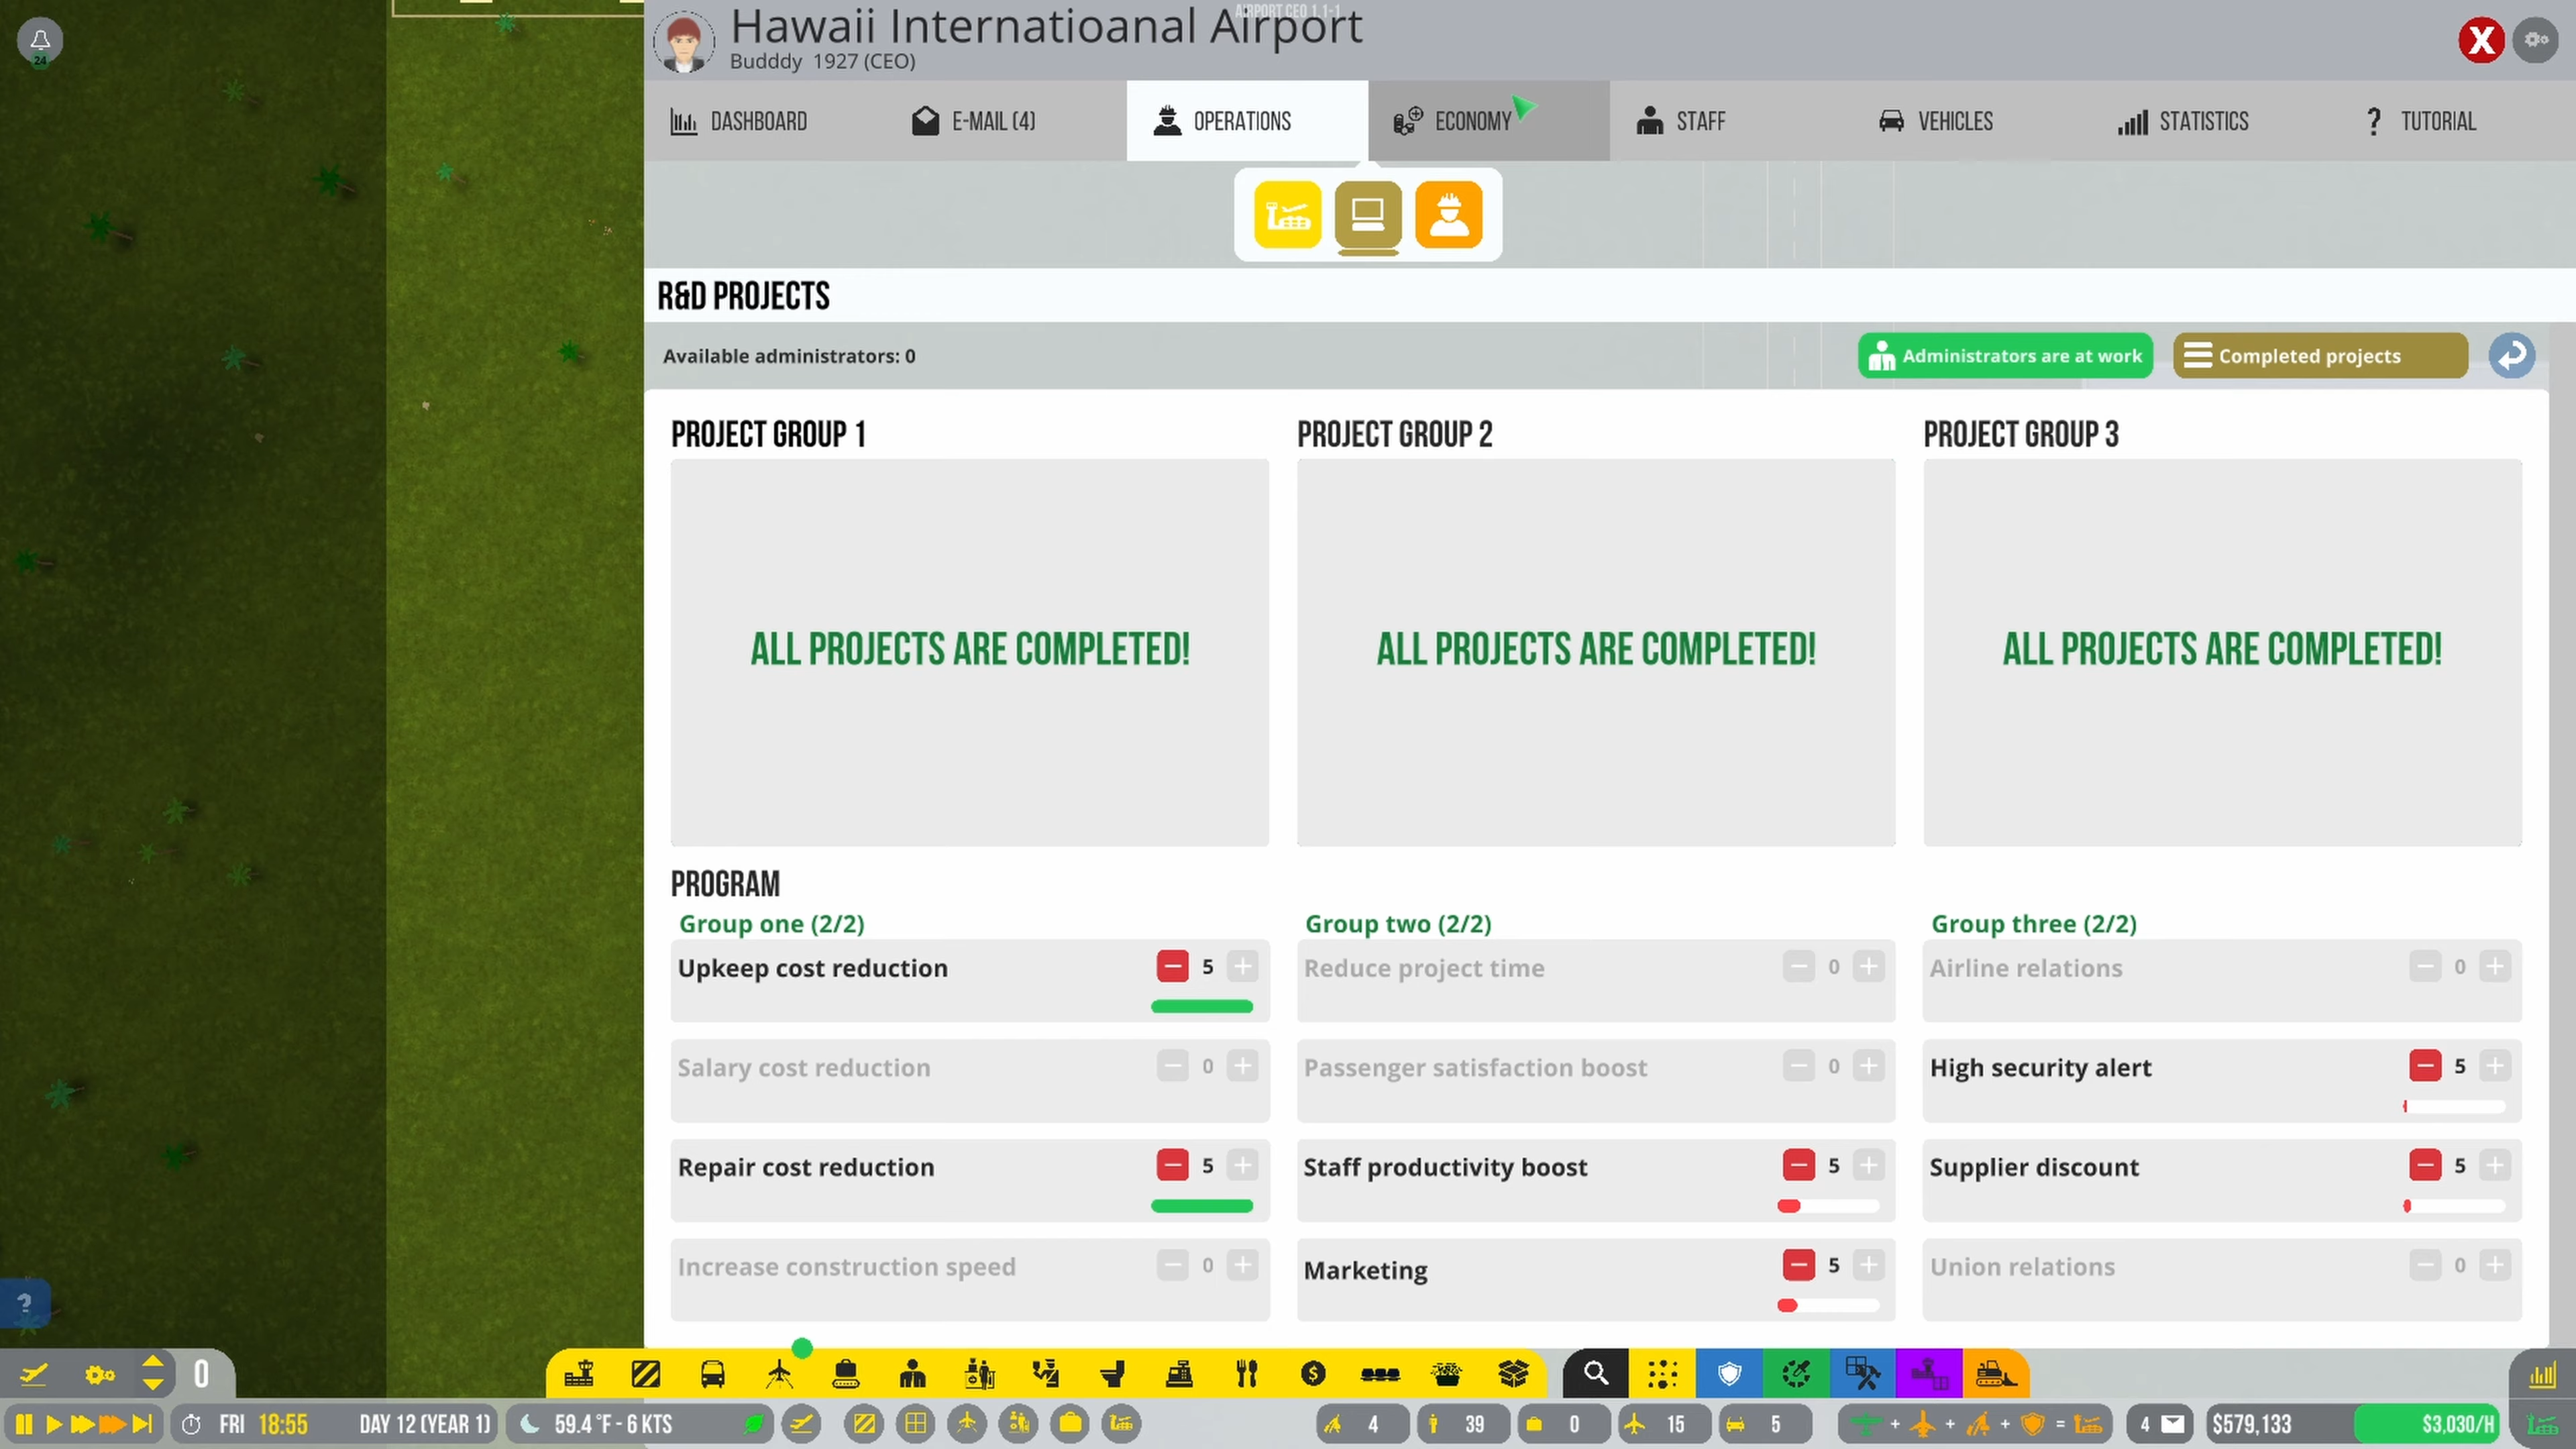 AIRPORT CEO 1.1-1
Hawaii Internatioanal Airport
Budddy 1927 (CEO)
X
24
DASHBOARD
E-MAIL (4)
OPERATIONS
ECONOMY
STAFF
VEHICLES
STATISTICS
? TUTORIAL
R&D PROJECTS
Available administrators: 0
Administrators are at work
Completed projects
PROJECT GROUP 1
PROJECT GROUP 2
PROJECT GROUP 3
ALL PROJECTS ARE COMPLETED!
ALL PROJECTS ARE COMPLETED!
ALL PROJECTS ARE COMPLETED!
PROGRAM
Group one (2/2)
Group two (2/2)
Group three (2/2)
Upkeep cost reduction − 5 +
Reduce project time − 0 +
Airline relations − 0 +
Salary cost reduction − 0 +
Passenger satisfaction boost − 0 +
High security alert − 5 +
Repair cost reduction − 5 +
Staff productivity boost − 5 +
Supplier discount − 5 +
Increase construction speed − 0 +
Marketing − 5 +
Union relations − 0 +
?
0
FRI 18:55 DAY 12 (YEAR 1)
59.4 °F - 6 KTS
4
39
0
15
5
+ + + =
4
$579,133
$3,030/H